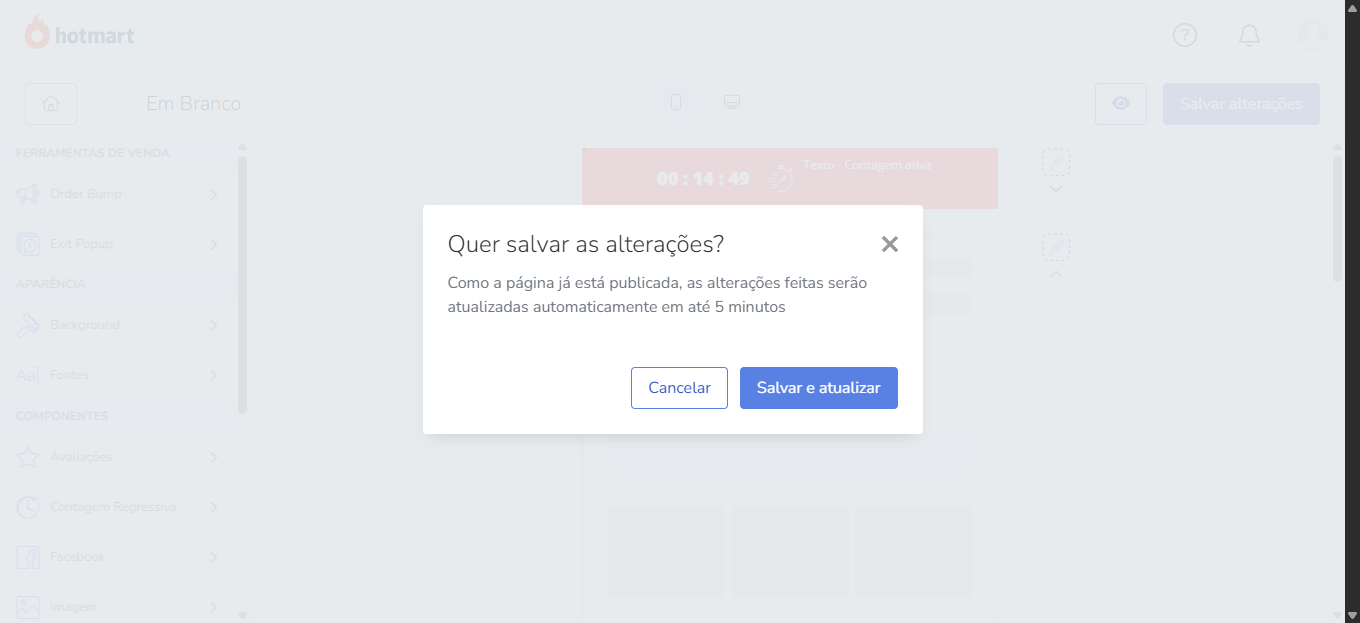 hotmart
Em Branco
Salvar alterações
FERRAMENTAS DE VENDA
Order Bump
Exit Popup
APARÊNCIA
Background
Aa Fontes
COMPONENTES
Avaliações
Contagem Regressiva
Facebook
Imagem
00 : 14 : 49
Texto - Contagem ativa
Quer salvar as alterações?
Como a página já está publicada, as alterações feitas serão
atualizadas automaticamente em até 5 minutos
Cancelar
Salvar e atualizar